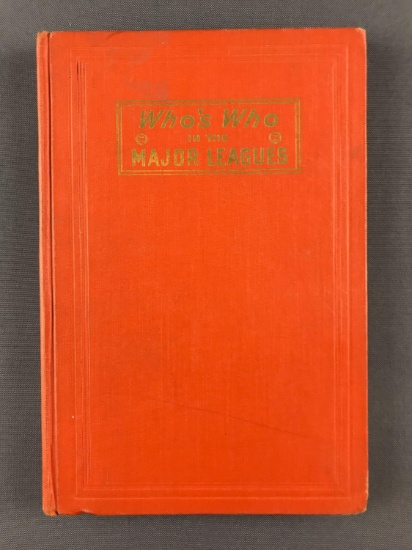 Who's Who
IN THE
MAJOR LEAGUES